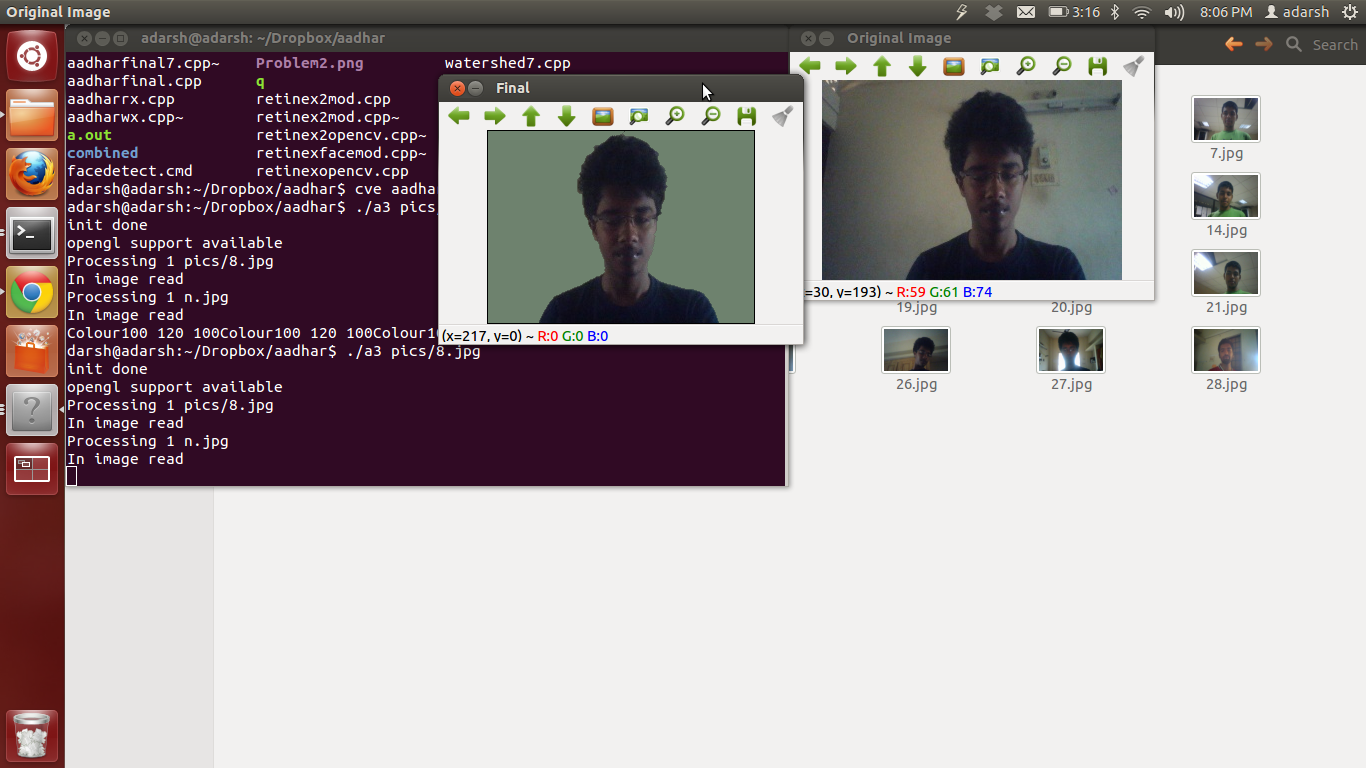 Original Image
3:16
8:06 PM
adarsh
adarsh@adarsh: ~/Dropbox/aadhar
aadharfinal7.cpp~ Problem2.png watershed7.cpp
aadharfinal.cpp q
aadharrx.cpp retinex2mod.cpp
aadharwx.cpp~ retinex2mod.cpp~
a.out retinex2opencv.cpp~
combined retinexfacemod.cpp~
facedetect.cmd retinexopencv.cpp
adarsh@adarsh:~/Dropbox/aadhar$ cve aadha
adarsh@adarsh:~/Dropbox/aadhar$ ./a3 pics
init done
opengl support available
Processing 1 pics/8.jpg
In image read
Processing 1 n.jpg
In image read
Colour100 120 100Colour100 120 100Colour1
darsh@adarsh:~/Dropbox/aadhar$ ./a3 pics/8.jpg
init done
opengl support available
Processing 1 pics/8.jpg
In image read
Processing 1 n.jpg
In image read
Final
(x=217, y=0) ~ R:0 G:0 B:0
Original Image
=30, y=193) ~ R:59 G:61 B:74
Search
7.jpg
14.jpg
19.jpg 20.jpg 21.jpg
26.jpg 27.jpg 28.jpg